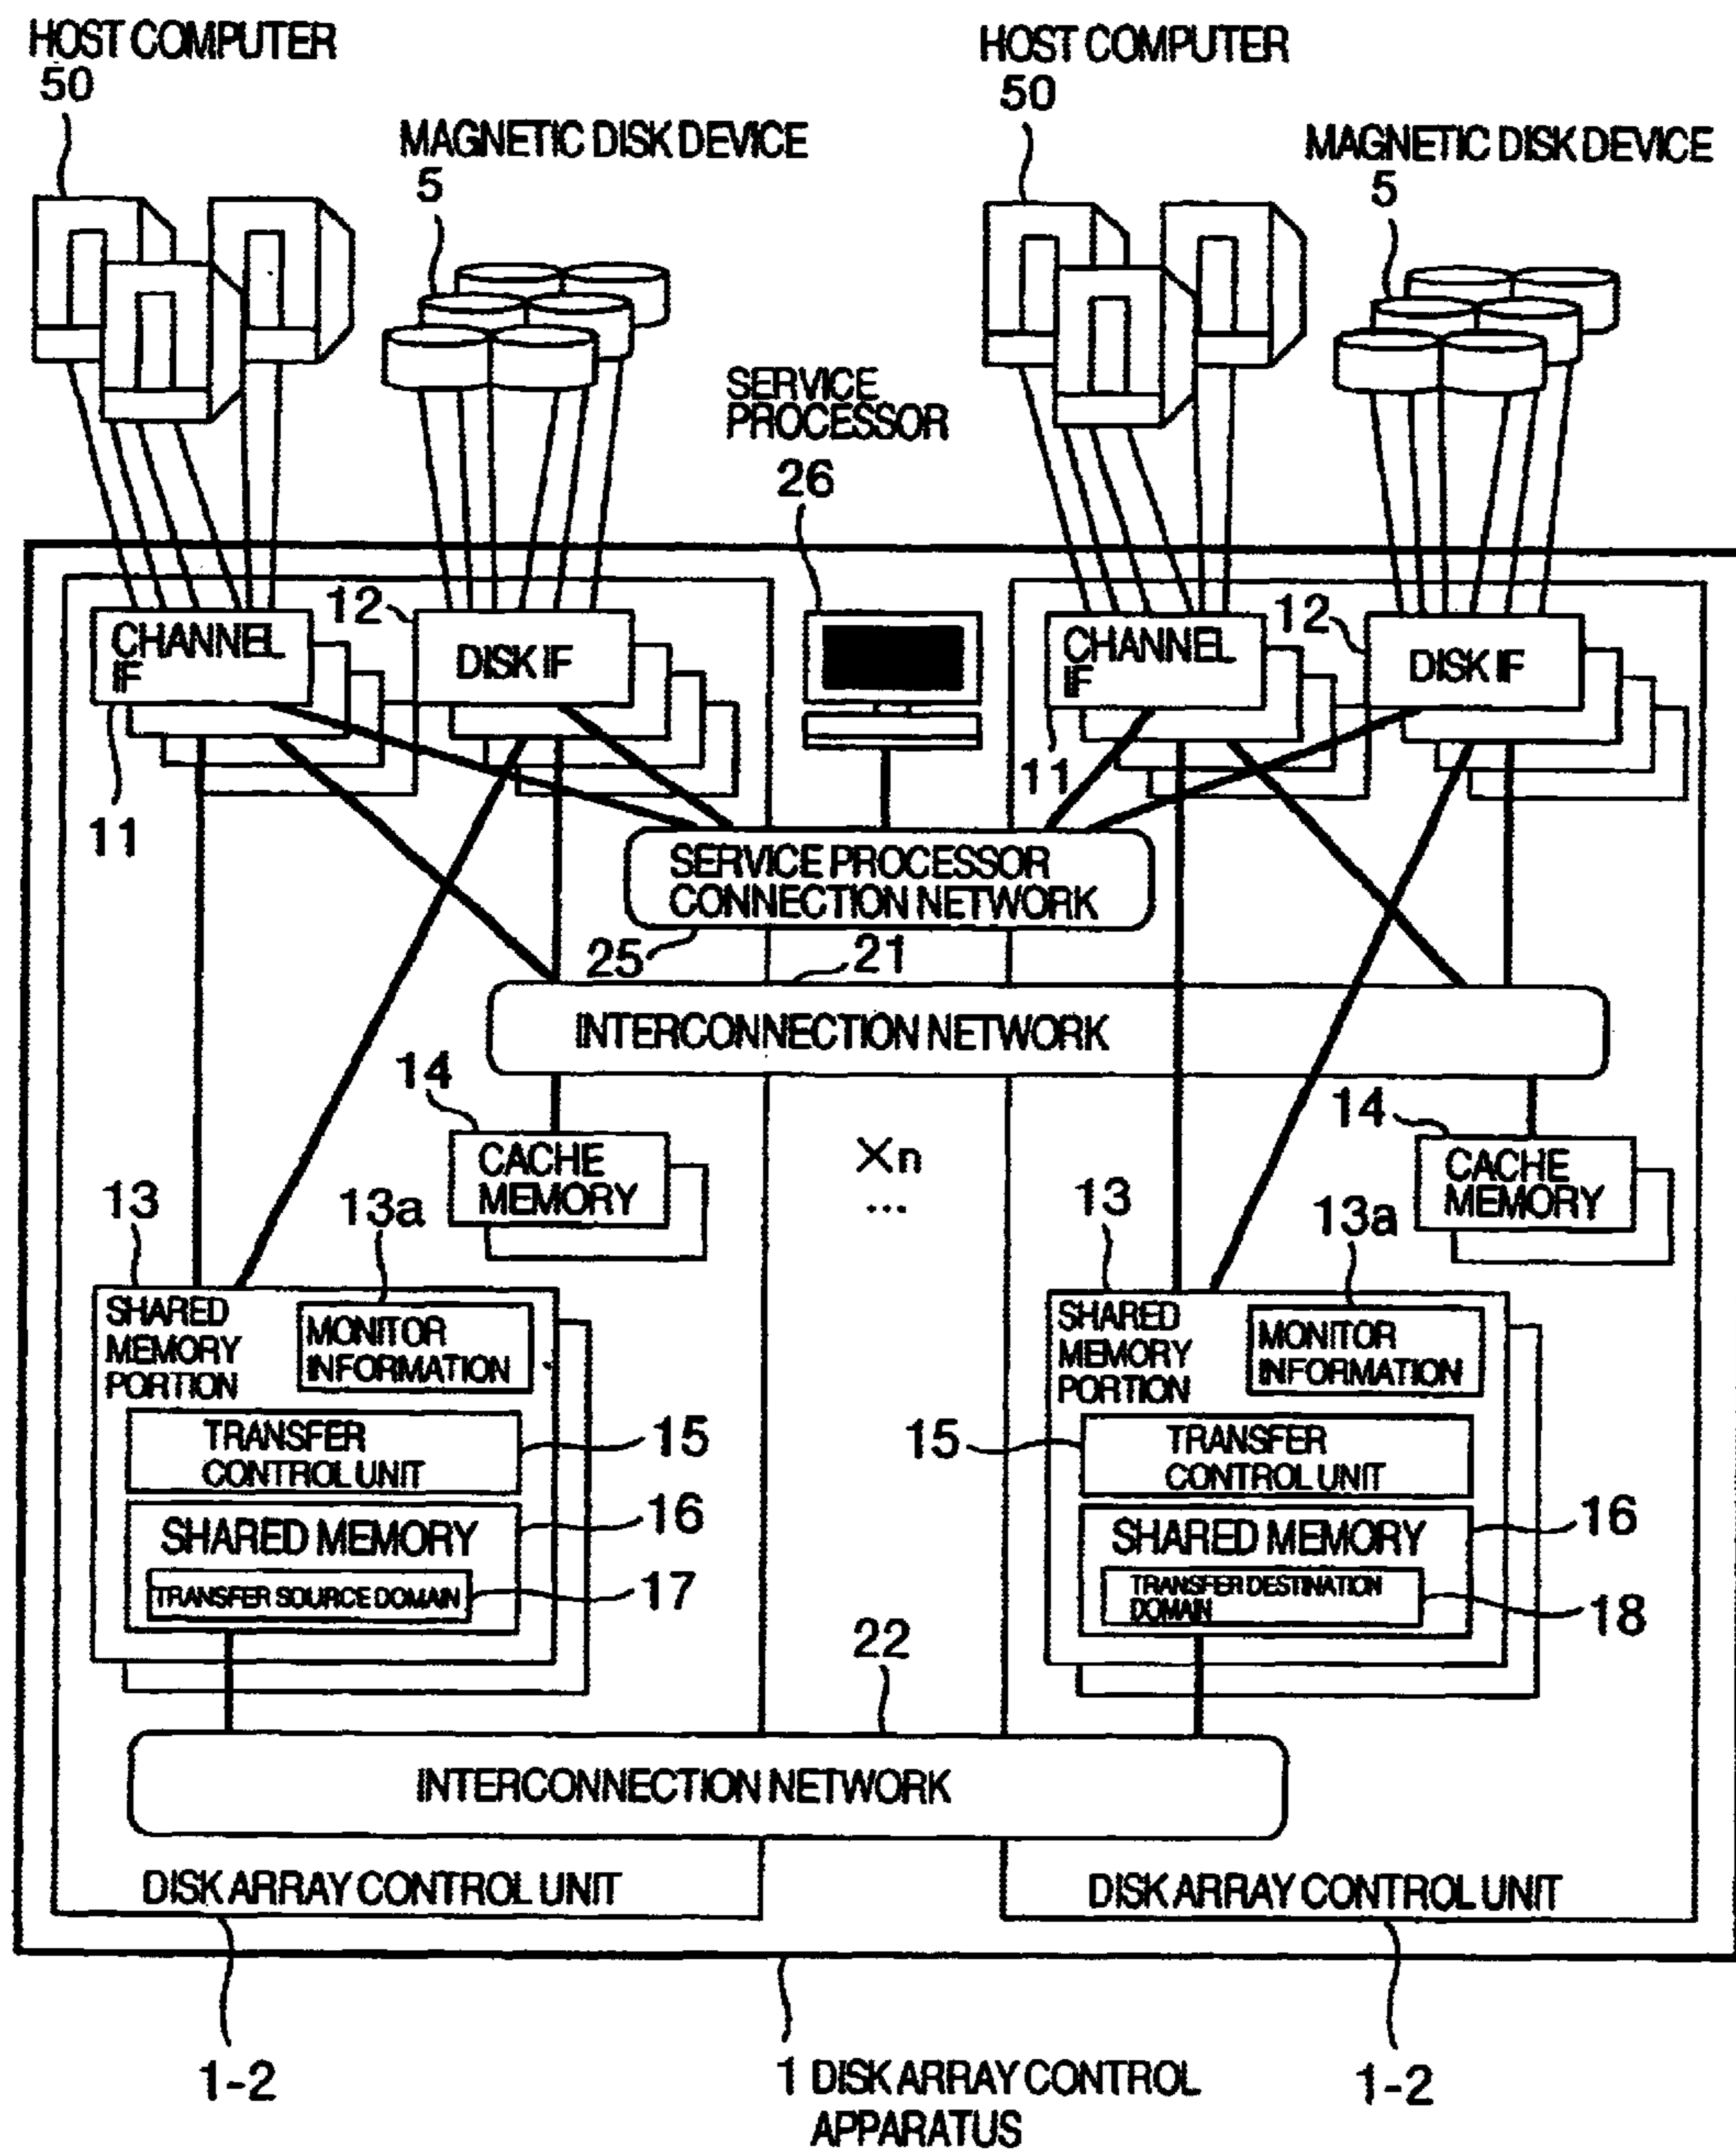 HOST COMPUTER
50
MAGNETIC DISK DEVICE
5
HOST COMPUTER
50
MAGNETIC DISK DEVICE
5
SERVICE
PROCESSOR
26
CHANNEL
IF
11
12
DISK IF
CHANNEL
IF
11
12
DISK IF
SERVICE PROCESSOR
CONNECTION NETWORK
25
21
INTERCONNECTION NETWORK
14
CACHE
MEMORY
Xn
...
14
CACHE
MEMORY
13
13a
SHARED
MEMORY
PORTION
MONITOR
INFORMATION
TRANSFER
CONTROL UNIT
15
SHARED MEMORY
16
TRANSFER SOURCE DOMAIN
17
13
13a
SHARED
MEMORY
PORTION
MONITOR
INFORMATION
15
TRANSFER
CONTROL UNIT
SHARED MEMORY
16
TRANSFER DESTINATION
DOMAIN
18
22
INTERCONNECTION NETWORK
DISK ARRAY CONTROL UNIT
DISK ARRAY CONTROL UNIT
1-2
1 DISK ARRAY CONTROL
APPARATUS
1-2